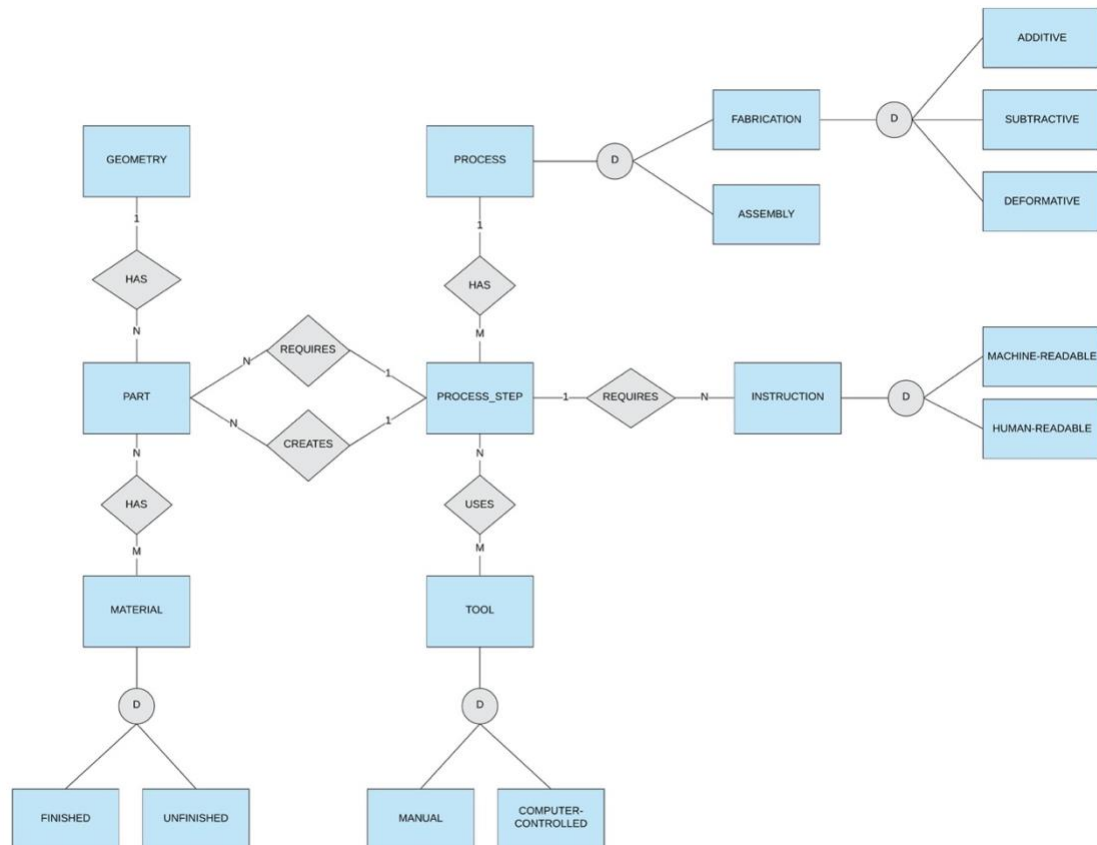 ADDITIVE
FABRICATION
D
SUBTRACTIVE
GEOMETRY
PROCESS
D
ASSEMBLY
DEFORMATIVE
1
1
HAS
HAS
N
M
REQUIRES
MACHINE-READABLE
N
1
PART
PROCESS_STEP
1
REQUIRES
N
INSTRUCTION
D
N
1
CREATES
HUMAN-READABLE
N
N
HAS
USES
M
M
MATERIAL
TOOL
D
D
FINISHED
UNFINISHED
MANUAL
COMPUTER-
CONTROLLED